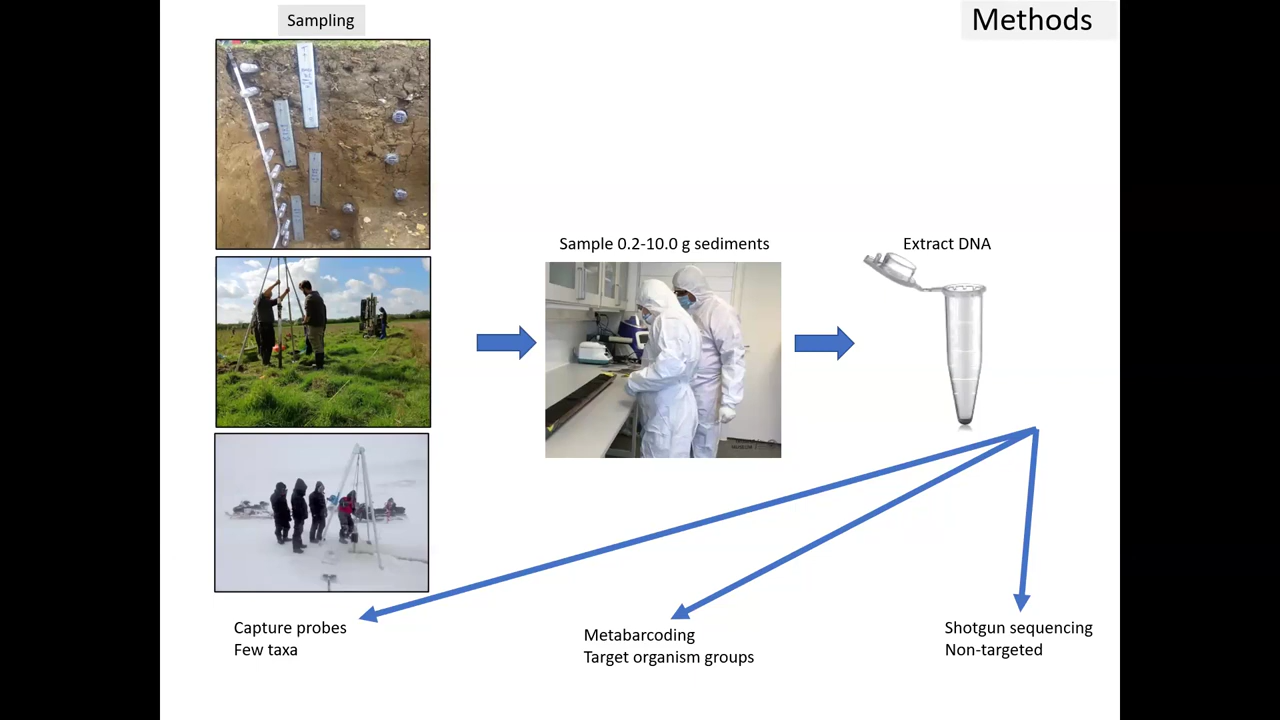 Sampling
Methods
Sample 0.2-10.0 g sediments
Extract DNA
Capture probes
Few taxa
Metabarcoding
Target organism groups
Shotgun sequencing
Non-targeted